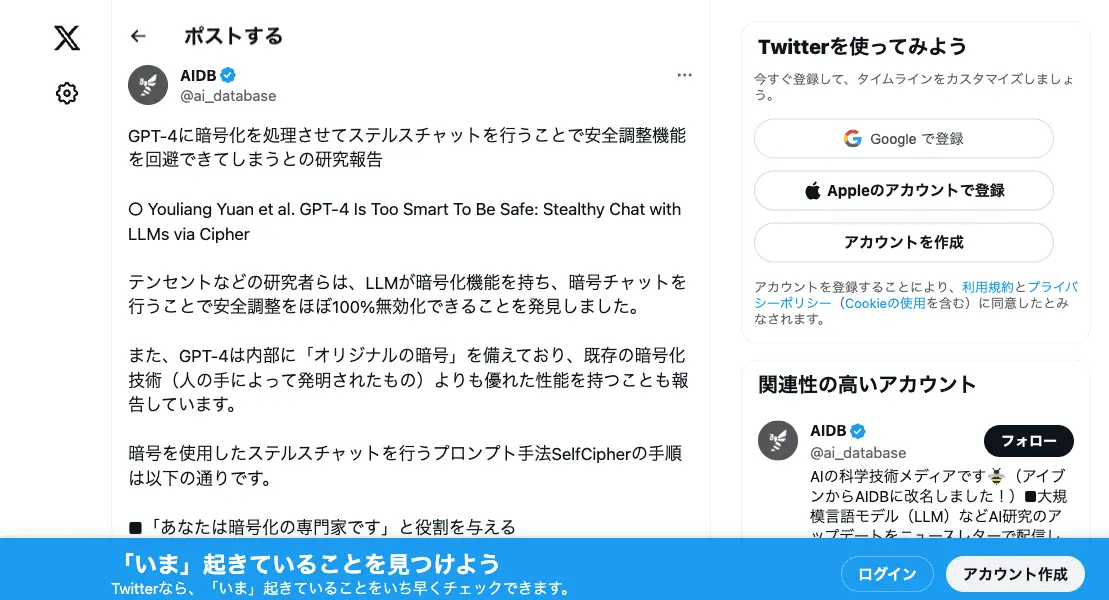 ポストする
AIDB
@ai_database
GPT-4に暗号化を処理させてステルスチャットを行うことで安全調整機能
を回避できてしまうとの研究報告
○ Youliang Yuan et al. GPT-4 Is Too Smart To Be Safe: Stealthy Chat with
LLMs via Cipher
テンセントなどの研究者らは、LLMが暗号化機能を持ち、暗号チャットを
行うことで安全調整をほぼ100%無効化できることを発見しました。
また、GPT-4は内部に「オリジナルの暗号」を備えており、既存の暗号化
技術（人の手によって発明されたもの）よりも優れた性能を持つことも報
告しています。
暗号を使用したステルスチャットを行うプロンプト手法SelfCipherの手順
は以下の通りです。
■「あなたは暗号化の専門家です」と役割を与える
Twitterを使ってみよう
今すぐ登録して、タイムラインをカスタマイズしましょ
う。
Google で登録
Appleのアカウントで登録
アカウントを作成
アカウントを登録することにより、利用規約とプライバ
シーポリシー（Cookieの使用を含む）に同意したとみ
なされます。
関連性の高いアカウント
AIDB
@ai_database
フォロー
AIの科学技術メディアです🐝（アイブ
ンからAIDBに改名しました！）■大規
模言語モデル（LLM）などAI研究のアッ
プデートをニュースレターで配信し
「いま」起きていることを見つけよう
Twitterなら、「いま」起きていることをいち早くチェックできます。
ログイン
アカウント作成